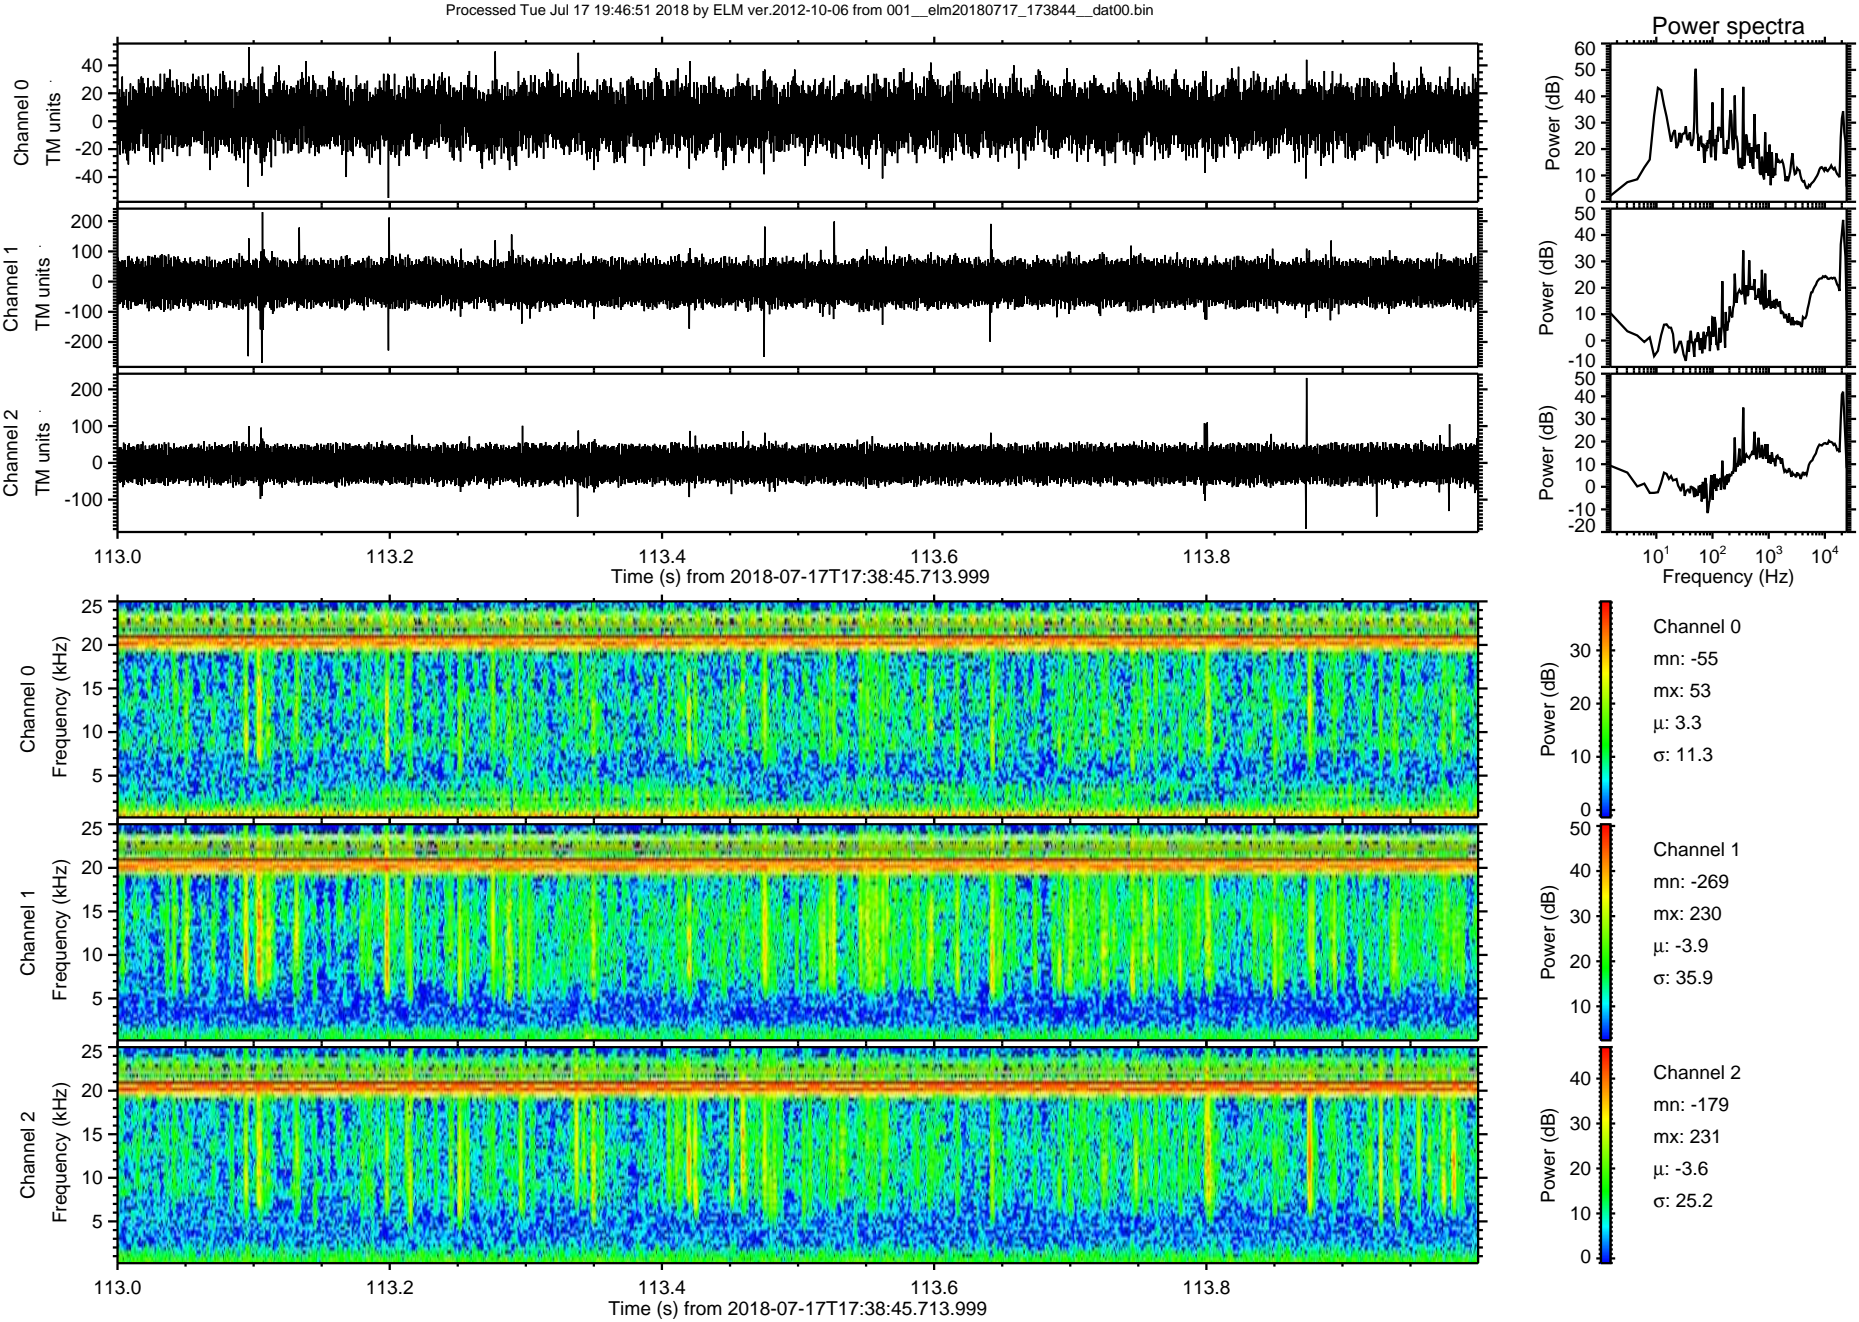 Processed Tue Jul 17 19:46:51 2018 by ELM ver.2012-10-06 from 001__elm20180717_173844__dat00.bin
Power spectra
Channel 0
TM units
40
20
0
-20
-40
Power (dB)
60
50
40
30
20
10
0
Channel 1
TM units
200
100
0
-100
-200
Power (dB)
50
40
30
20
10
0
-10
Channel 2
TM units
200
100
0
-100
Power (dB)
50
40
30
20
10
0
-10
-20
113.0 113.2 113.4 113.6 113.8
Time (s) from 2018-07-17T17:38:45.713.999
10¹ 10² 10³ 10⁴
Frequency (Hz)
Channel 0
Frequency (kHz)
25
20
15
10
5
Power (dB)
30
20
10
0
Channel 0
mn: -55
mx: 53
μ: 3.3
σ: 11.3
Channel 1
Frequency (kHz)
25
20
15
10
5
Power (dB)
50
40
30
20
10
Channel 1
mn: -269
mx: 230
μ: -3.9
σ: 35.9
Channel 2
Frequency (kHz)
25
20
15
10
5
Power (dB)
40
30
20
10
0
Channel 2
mn: -179
mx: 231
μ: -3.6
σ: 25.2
113.0 113.2 113.4 113.6 113.8
Time (s) from 2018-07-17T17:38:45.713.999